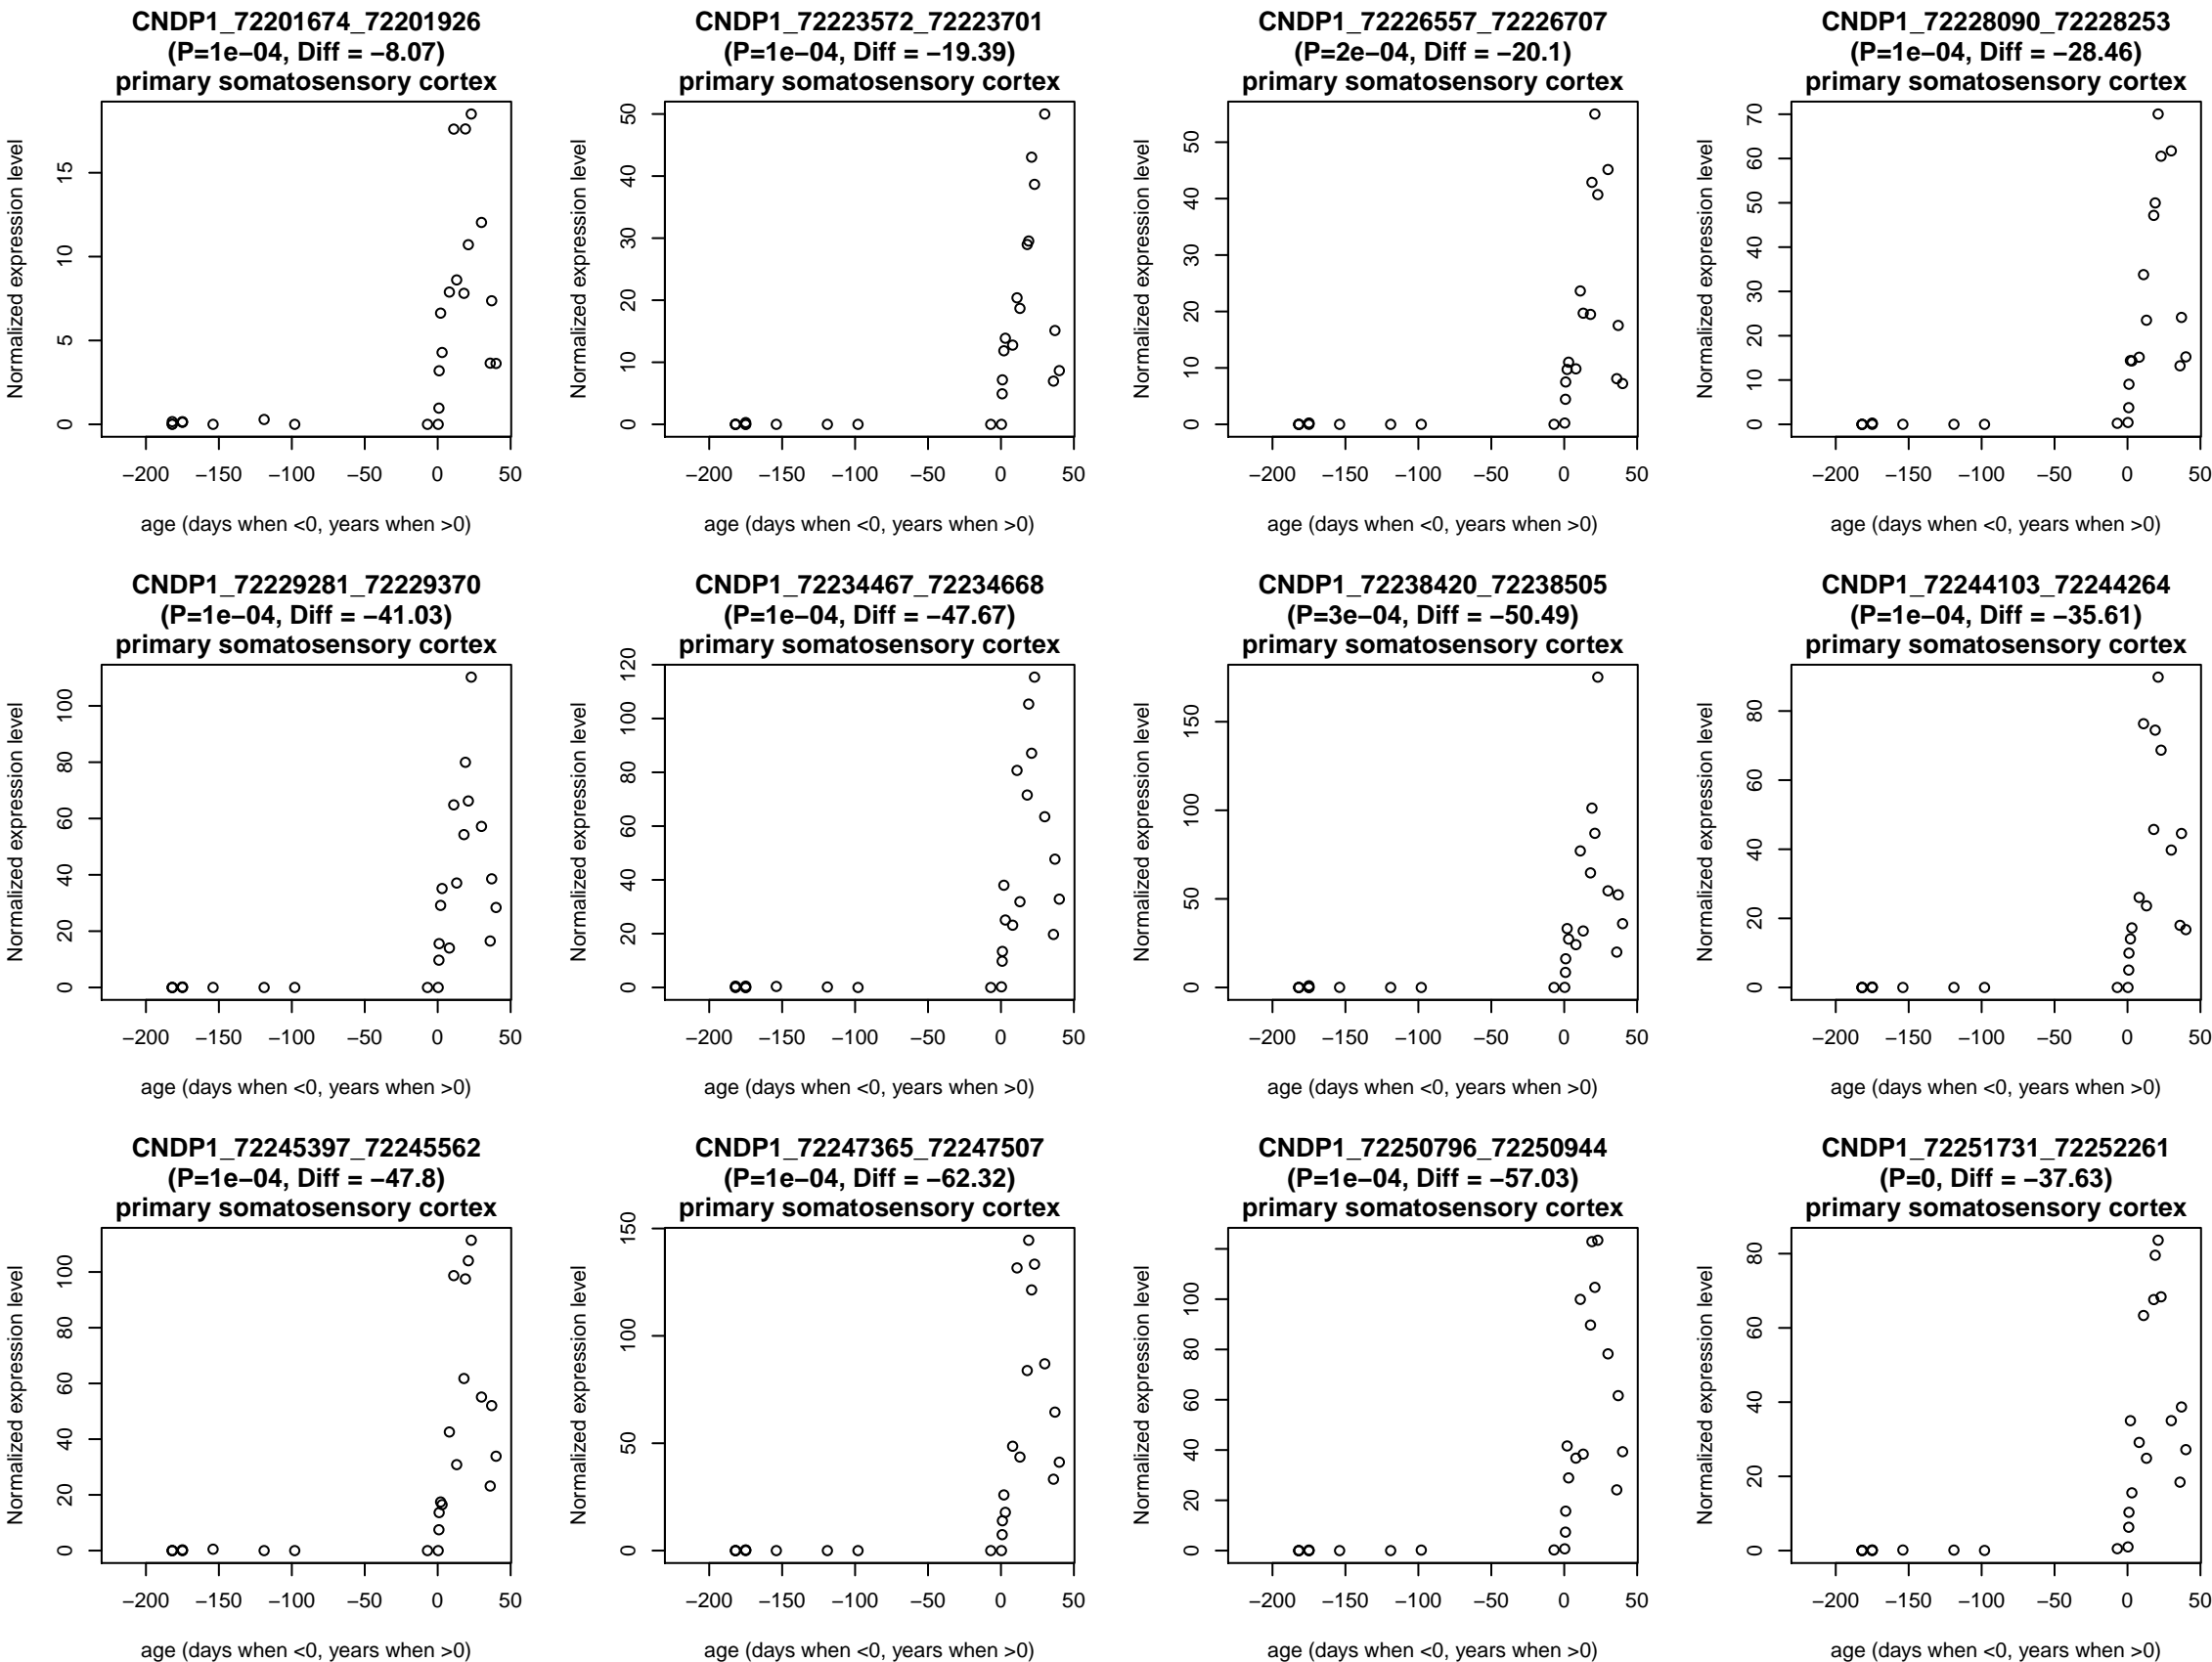 CNDP1_72201674_72201926
(P=1e−04, Diff = −8.07)
primary somatosensory cortex
Normalized expression level
0 5 10 15
−200 −150 −100 −50 0 50
age (days when <0, years when >0)
CNDP1_72223572_72223701
(P=1e−04, Diff = −19.39)
primary somatosensory cortex
Normalized expression level
0 10 20 30 40 50
−200 −150 −100 −50 0 50
age (days when <0, years when >0)
CNDP1_72226557_72226707
(P=2e−04, Diff = −20.1)
primary somatosensory cortex
Normalized expression level
0 10 20 30 40 50
−200 −150 −100 −50 0 50
age (days when <0, years when >0)
CNDP1_72228090_72228253
(P=1e−04, Diff = −28.46)
primary somatosensory cortex
Normalized expression level
0 10 20 30 40 50 60 70
−200 −150 −100 −50 0 50
age (days when <0, years when >0)
CNDP1_72229281_72229370
(P=1e−04, Diff = −41.03)
primary somatosensory cortex
Normalized expression level
0 20 40 60 80 100
−200 −150 −100 −50 0 50
age (days when <0, years when >0)
CNDP1_72234467_72234668
(P=1e−04, Diff = −47.67)
primary somatosensory cortex
Normalized expression level
0 20 40 60 80 100 120
−200 −150 −100 −50 0 50
age (days when <0, years when >0)
CNDP1_72238420_72238505
(P=3e−04, Diff = −50.49)
primary somatosensory cortex
Normalized expression level
0 50 100 150
−200 −150 −100 −50 0 50
age (days when <0, years when >0)
CNDP1_72244103_72244264
(P=1e−04, Diff = −35.61)
primary somatosensory cortex
Normalized expression level
0 20 40 60 80
−200 −150 −100 −50 0 50
age (days when <0, years when >0)
CNDP1_72245397_72245562
(P=1e−04, Diff = −47.8)
primary somatosensory cortex
Normalized expression level
0 20 40 60 80 100
−200 −150 −100 −50 0 50
age (days when <0, years when >0)
CNDP1_72247365_72247507
(P=1e−04, Diff = −62.32)
primary somatosensory cortex
Normalized expression level
0 50 100 150
−200 −150 −100 −50 0 50
age (days when <0, years when >0)
CNDP1_72250796_72250944
(P=1e−04, Diff = −57.03)
primary somatosensory cortex
Normalized expression level
0 20 40 60 80 100
−200 −150 −100 −50 0 50
age (days when <0, years when >0)
CNDP1_72251731_72252261
(P=0, Diff = −37.63)
primary somatosensory cortex
Normalized expression level
0 20 40 60 80
−200 −150 −100 −50 0 50
age (days when <0, years when >0)